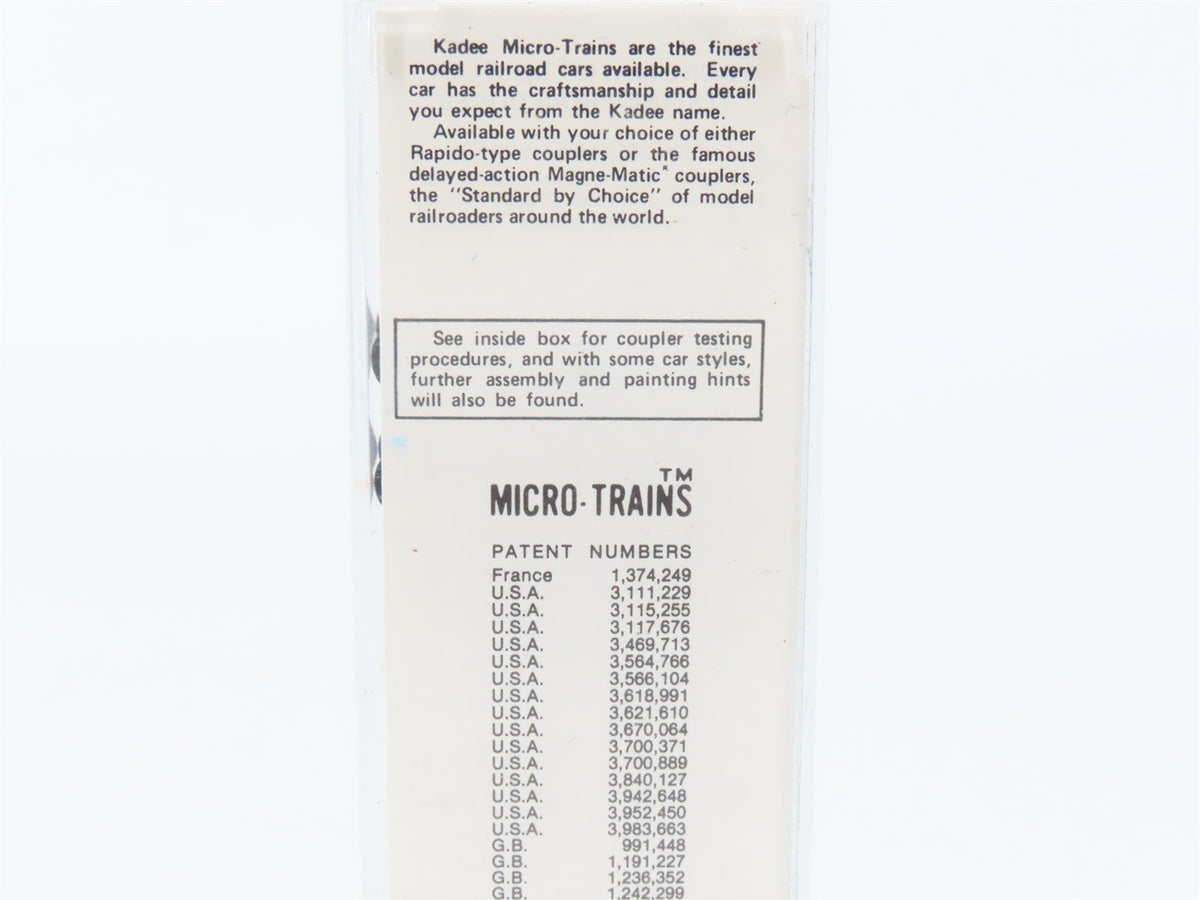 Kadee Micro-Trains are the finest
model railroad cars available. Every
car has the craftsmanship and detail
you expect from the Kadee name.
Available with your choice of either
Rapido-type couplers or the famous
delayed-action Magne-Matic® couplers,
the "Standard by Choice" of model
railroaders around the world.
See inside box for coupler testing
procedures, and with some car styles,
further assembly and painting hints
will also be found.
MICRO-TRAINS™
PATENT NUMBERS
France 1,374,249
U.S.A. 3,111,229
U.S.A. 3,115,255
U.S.A. 3,117,676
U.S.A. 3,469,713
U.S.A. 3,564,766
U.S.A. 3,566,104
U.S.A. 3,618,991
U.S.A. 3,621,610
U.S.A. 3,670,064
U.S.A. 3,700,371
U.S.A. 3,700,889
U.S.A. 3,840,127
U.S.A. 3,942,648
U.S.A. 3,952,450
U.S.A. 3,983,663
G.B. 991,448
G.B. 1,191,227
G.B. 1,236,352
G.B. 1,242,299